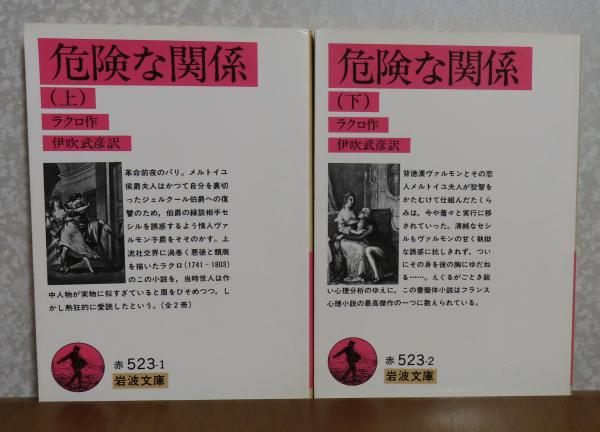 危険な関係
(上)
ラクロ作
伊吹武彦訳
革命前夜のパリ。メルトイユ
侯爵夫人はかつて自分を裏切
ったジェルクール伯爵への復
讐のため,伯爵の縁談相手セ
シルを誘惑するよう情人ヴァ
ルモン子爵をそそのかす。上
流社交界に渦巻く悪徳と頽廃
を描いたラクロ(1741-1803)
のこの小説を,当時世人は作
中人物が実物に似すぎていると眉をひそめつつ,し
かし熱狂的に愛読したという。(全2冊)
赤 523-1
岩波文庫
危険な関係
(下)
ラクロ作
伊吹武彦訳
背徳漢ヴァルモンとその恋
人メルトイユ夫人が狡智を
かたむけて仕組んだたくら
みは,今や着々と実行に移
されていった。清純なセシ
ルもヴァルモンの甘く執拗
な誘惑に抗しきれず,つい
にその身を彼の胸にゆだね
る……。えぐるがごとき鋭
い心理分析のゆえに,この書簡体小説はフランス
心理小説の最高傑作の一つに数えられている。
赤 523-2
岩波文庫